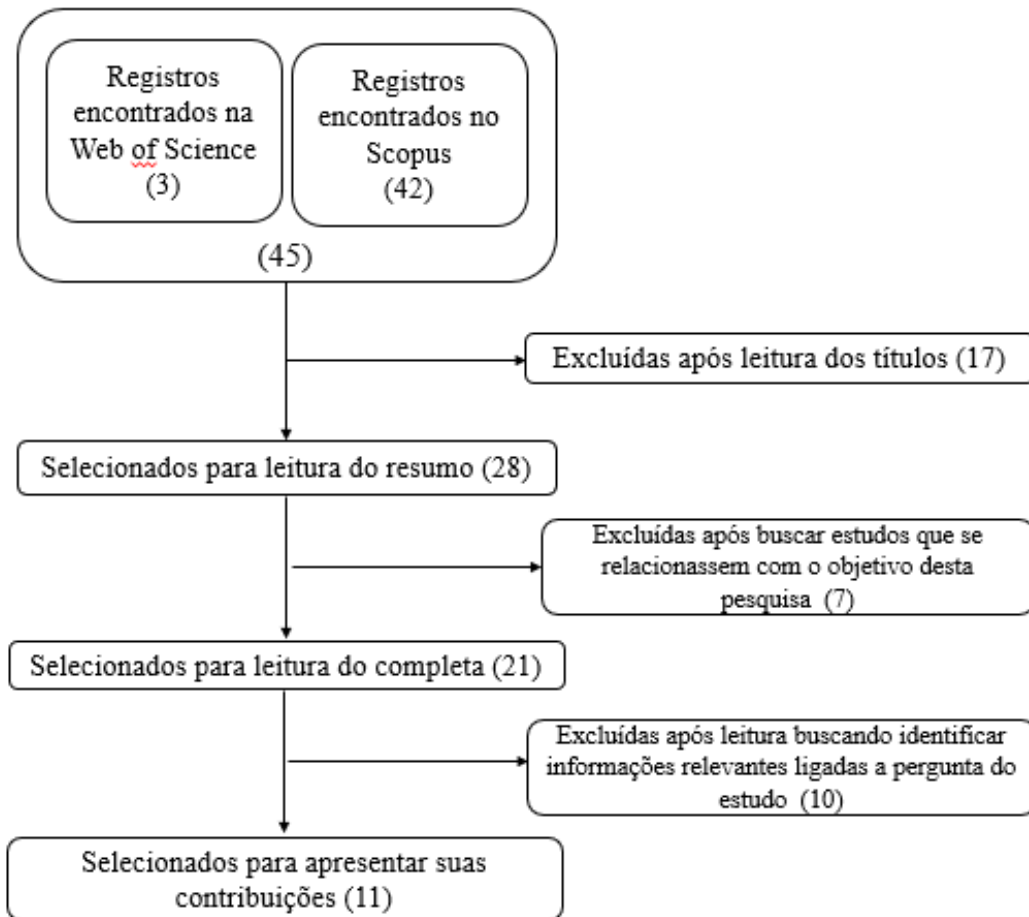 Registros
encontrados na
Web of Science
(3)
Registros
encontrados no
Scopus
(42)
(45)
Excluídas após leitura dos títulos (17)
Selecionados para leitura do resumo (28)
Excluídas após buscar estudos que se
relacionassem com o objetivo desta
pesquisa (7)
Selecionados para leitura do completa (21)
Excluídas após leitura buscando identificar
informações relevantes ligadas a pergunta do
estudo (10)
Selecionados para apresentar suas
contribuições (11)